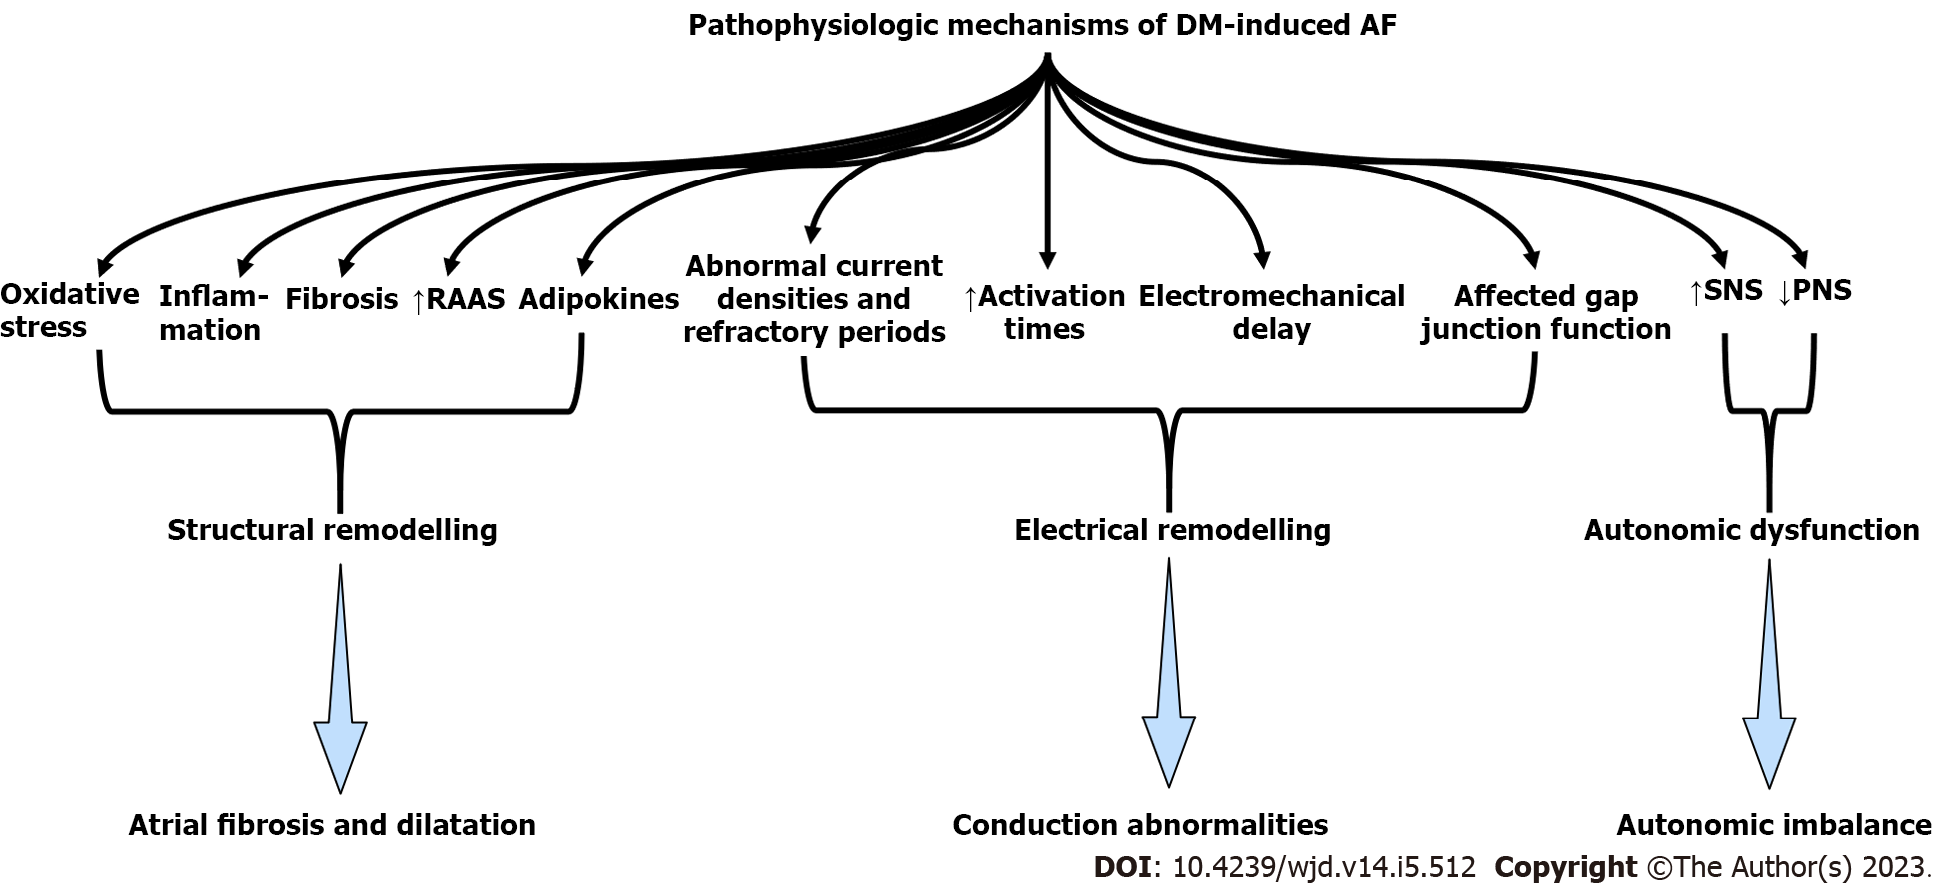 Pathophysiologic mechanisms of DM-induced AF
Oxidative
stress
Inflam-
mation
Fibrosis
↑RAAS
Adipokines
Abnormal current
densities and
refractory periods
↑Activation
times
Electromechanical
delay
Affected gap
junction function
↑SNS
↓PNS
Structural remodelling
Electrical remodelling
Autonomic dysfunction
Atrial fibrosis and dilatation
Conduction abnormalities
Autonomic imbalance
DOI: 10.4239/wjd.v14.i5.512 Copyright ©The Author(s) 2023.